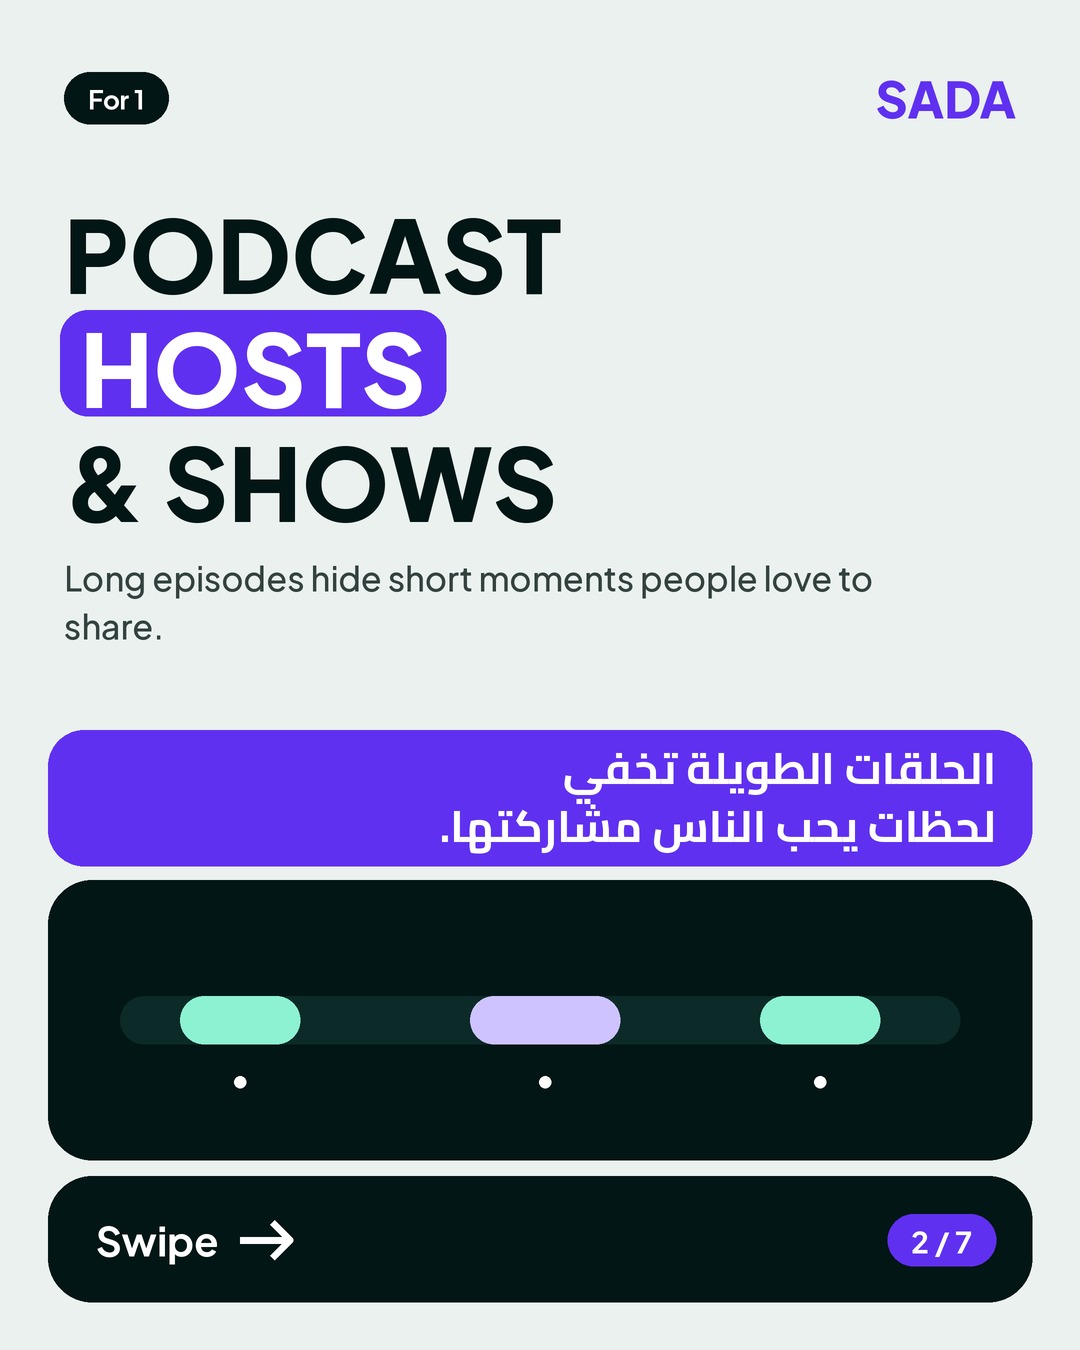 For 1
SADA
PODCAST
HOSTS
& SHOWS
Long episodes hide short moments people love to
share.
الحلقات الطويلة تخفي
لحظات يحب الناس مشاركتها.
Swipe →
2 / 7